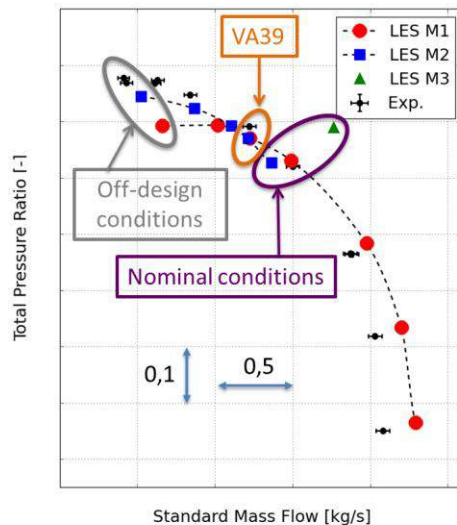 VA39
LES M1
LES M2
LES M3
Exp.
Off-design
conditions
Nominal conditions
0,1
0,5
Total Pressure Ratio [-]
Standard Mass Flow [kg/s]